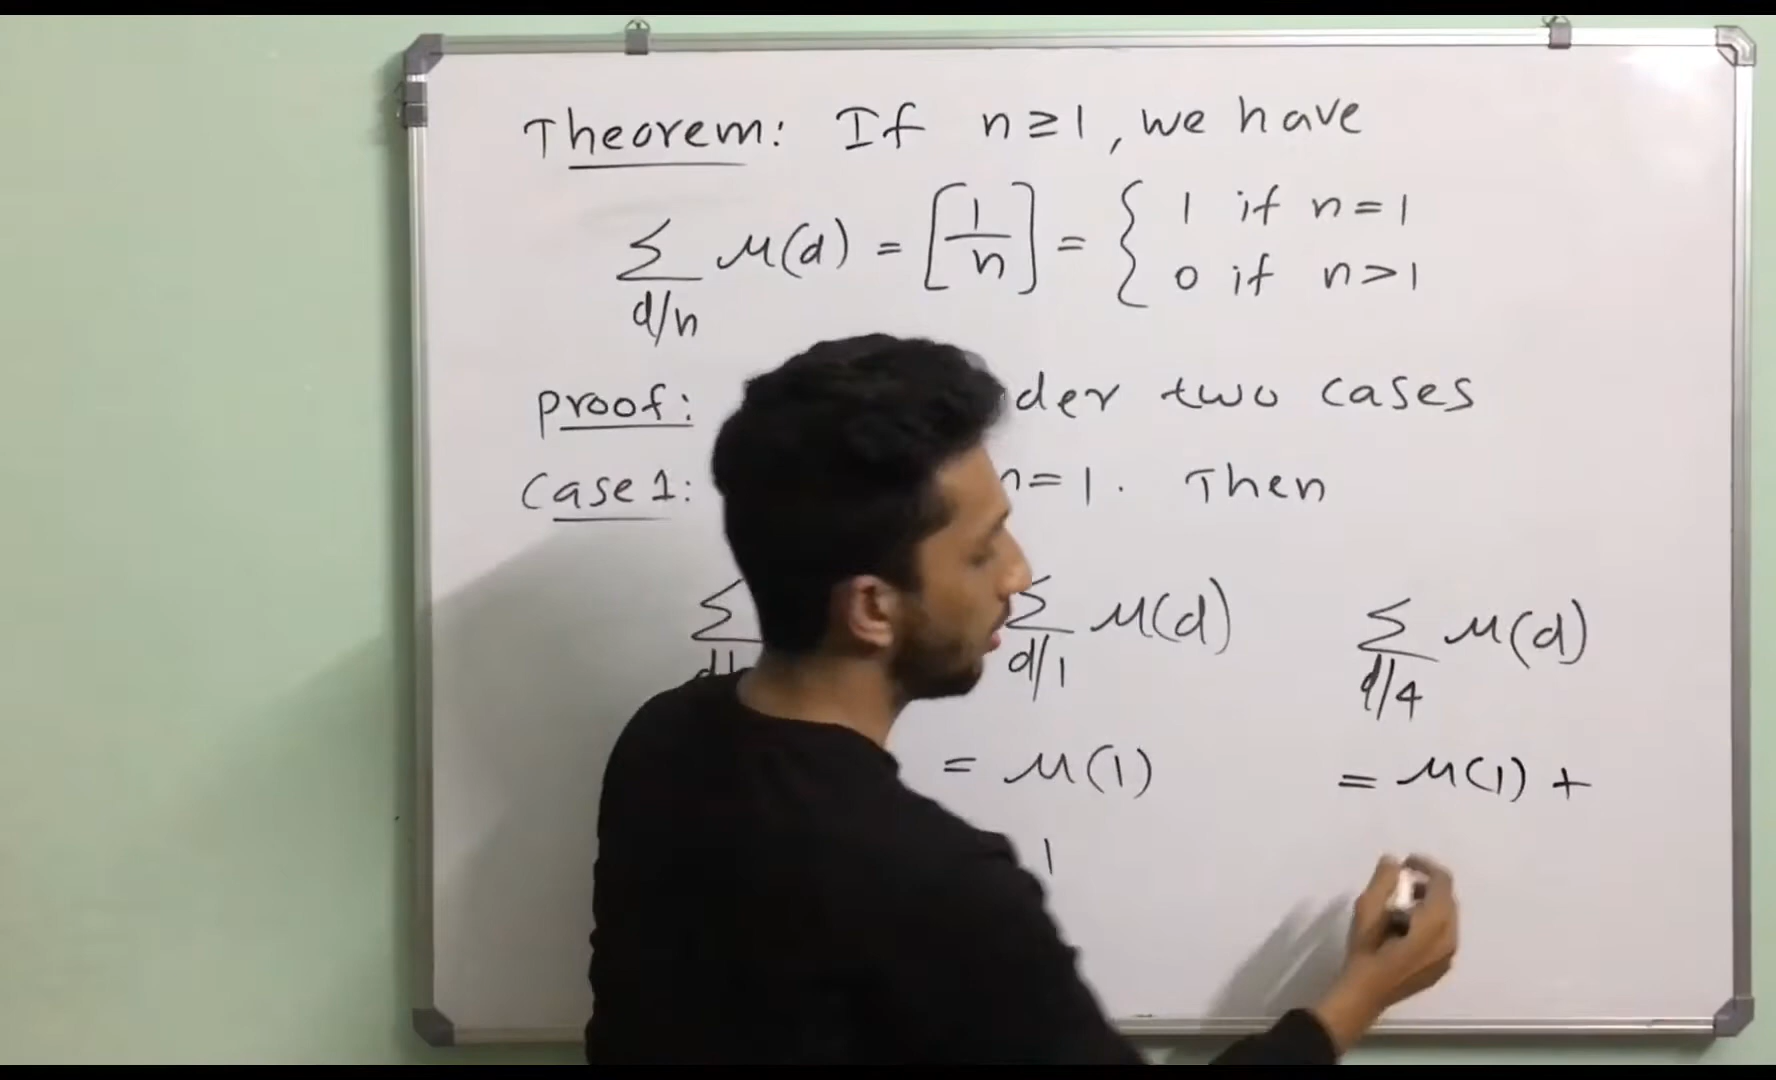 Theorem: If n≥1, we have
∑ μ(d) = [1/n] = { 1 if n=1
d/n 0 if n>1
Proof: two cases
Case 1: n=1. Then
∑ ∑ μ(d) ∑ μ(d)
d/1 d/4
= μ(1) = μ(1) +
1